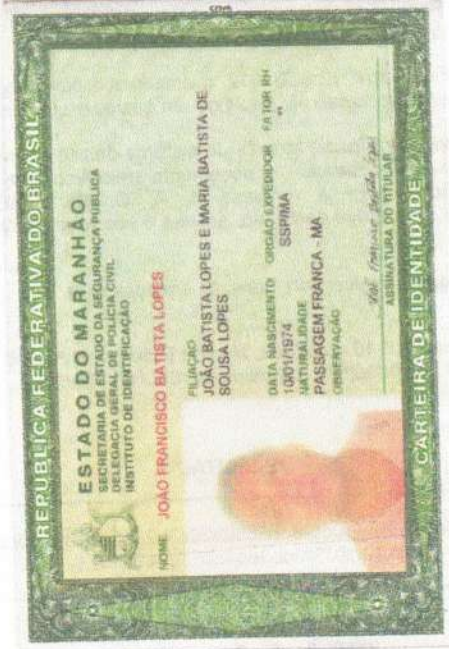 REPÚBLICA FEDERATIVA DO BRASIL
ESTADO DO MARANHÃO
SECRETARIA DE ESTADO DA SEGURANÇA PÚBLICA
DELEGACIA GERAL DE POLÍCIA CIVIL
INSTITUTO DE IDENTIFICAÇÃO
NOME JOÃO FRANCISCO BATISTA LOPES
FILIAÇÃO
JOÃO BATISTA LOPES E MARIA BATISTA DE
SOUSA LOPES
DATA NASCIMENTO ORGÃO EXPEDIDOR FATOR RH
10/01/1974 SSP/MA
NATURALIDADE
PASSAGEM FRANCA - MA
OBSERVAÇÃO
ASSINATURA DO TITULAR
CARTEIRA DE IDENTIDADE